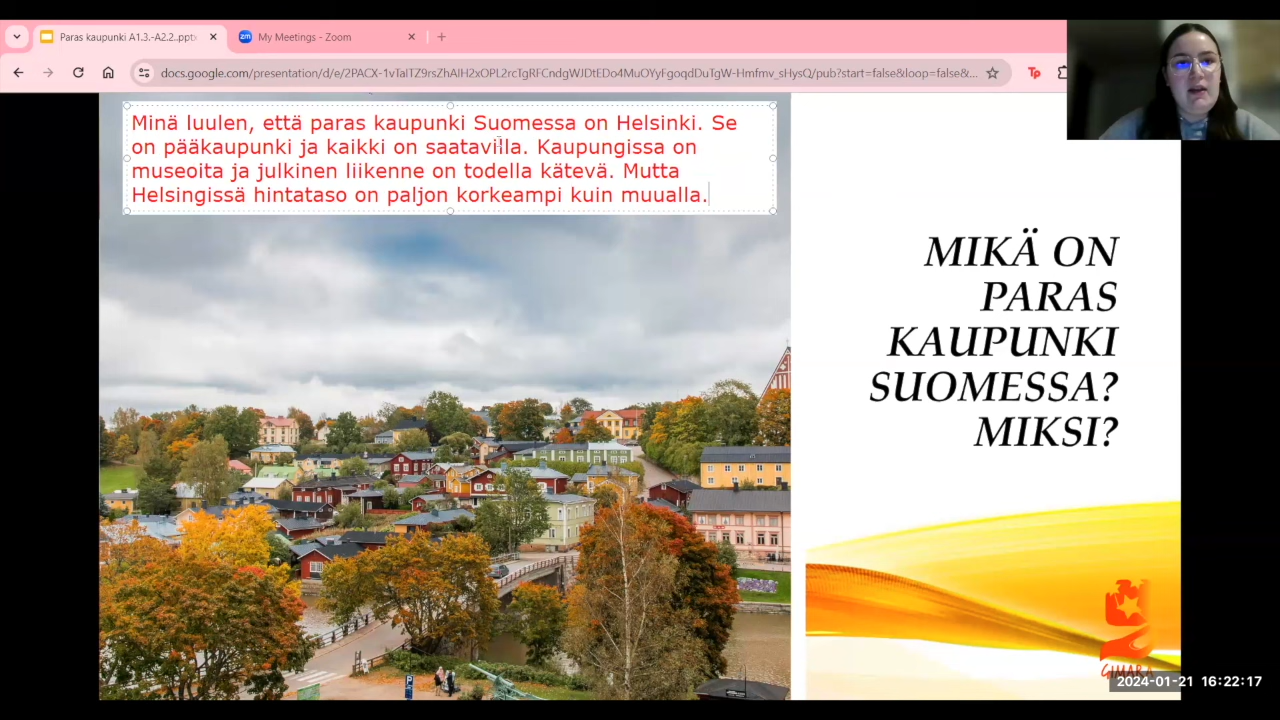 Paras kaupunki A1.3.-A2.2..pptx
My Meetings - Zoom
docs.google.com/presentation/d/e/2PACX-1vTaITZ9rsZhAIH2xOPL2rcTgRFCndgWJDtEDo4MuOYyFgoqdDuTgW-Hmfmv_sHysQ/pub?start=false&loop=false&...
Minä luulen, että paras kaupunki Suomessa on Helsinki. Se
on pääkaupunki ja kaikki on saatavilla. Kaupungissa on
museoita ja julkinen liikenne on todella kätevä. Mutta
Helsingissä hintataso on paljon korkeampi kuin muualla.
MIKÄ ON
PARAS
KAUPUNKI
SUOMESSA?
MIKSI?
GIMARA
2024-01-21 16:22:17